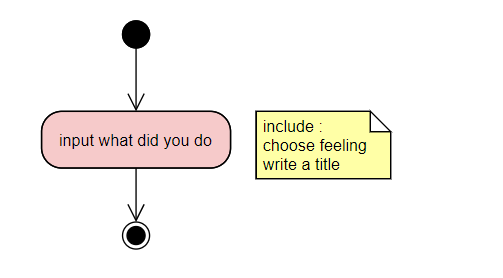 input what did you do
include :
choose feeling
write a title